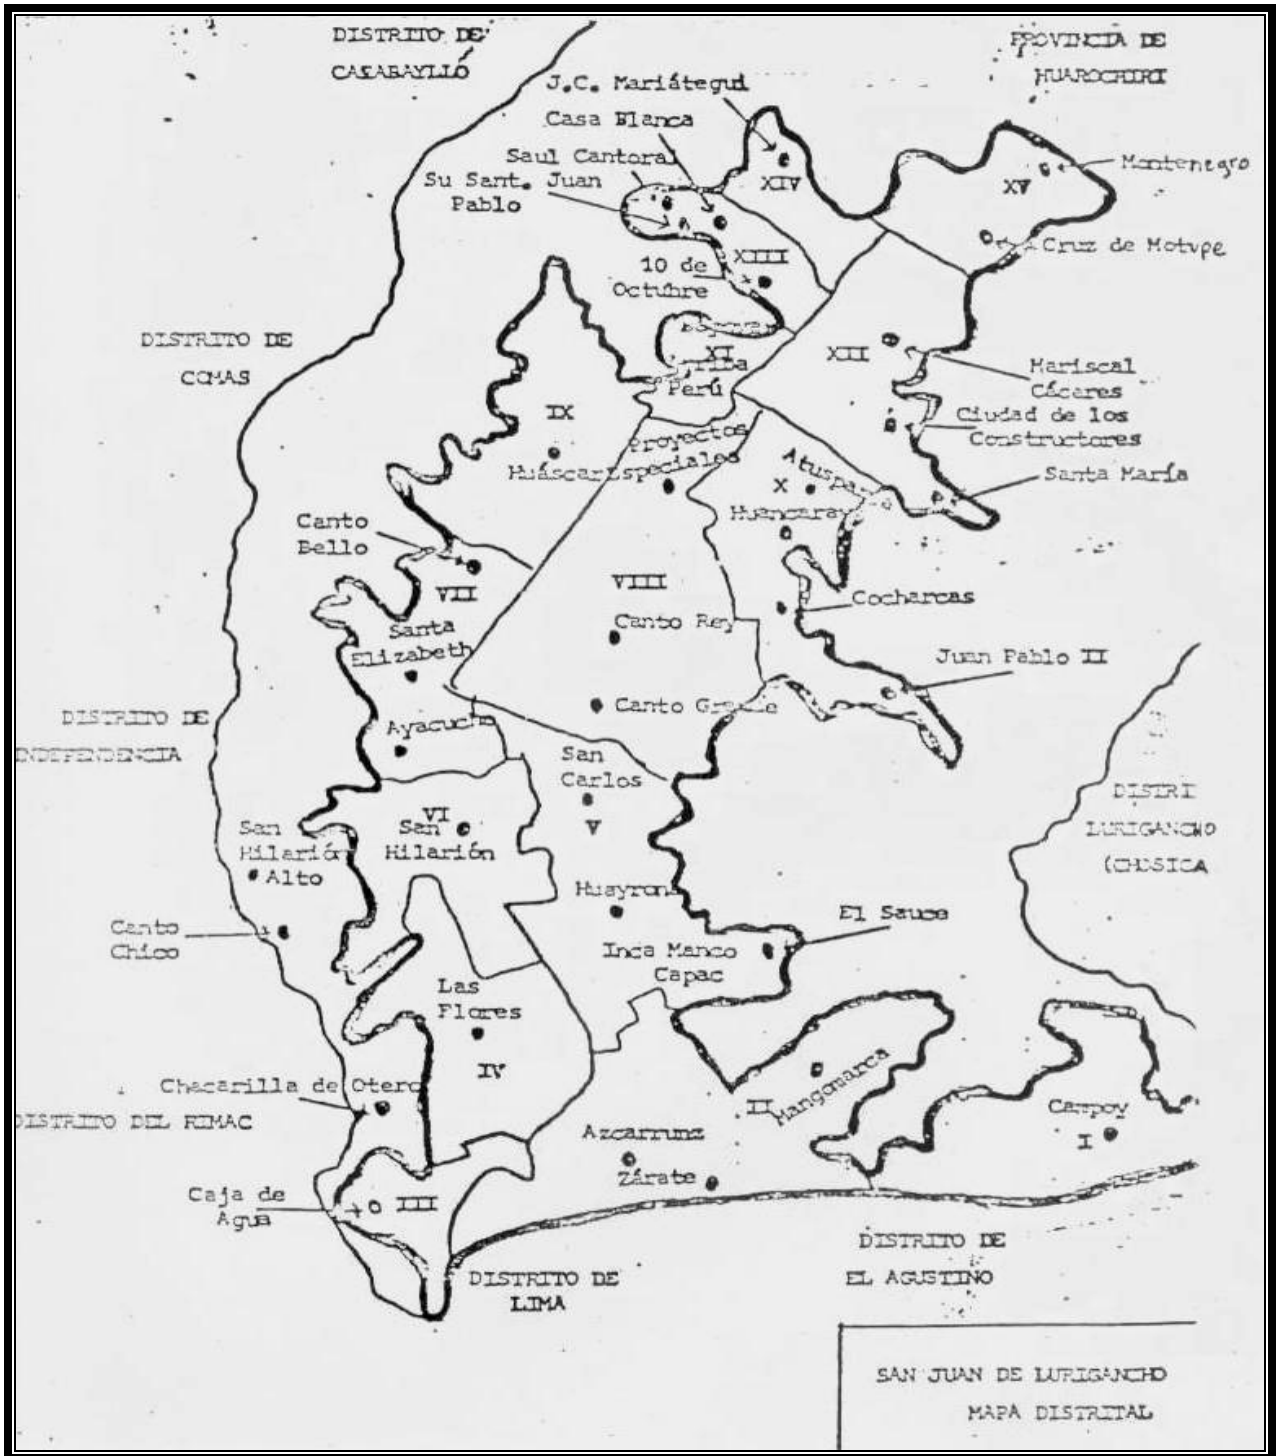 DISTRITO DE
CARABAYLLÓ
PROVINCIA DE
HUAROCHIRI
J.C. Mariátegui
Casa Blanca
Saul Cantoral
Su Sant. Juan
Pablo
XIV
XV
Montenegro
Cruz de Motupe
XIII
10 de
Octubre
DISTRITO DE
COMAS
XI
Perú
XII
Mariscal
Cáceres
IX
Ciudad de los
Constructores
Proyectos
Especiales
Huáscar
Atusparia
X
Santa María
Huancaray
Canto
Bello
VII
VIII
Cocharcas
Canto Rey
Santa
Elizabeth
Juan Pablo II
Canto Grande
DISTRITO DE
INDEPENDENCIA
Ayacucho
San
Carlos
V
DISTRI
LURIGANCHO
(CHOSICA
VI
San
Hilarión
San
Hilarión
Alto
Huayrona
El Sauce
Canto
Chico
Inca Manco
Capac
Las
Flores
IV
Chacarilla de Otero
DISTRITO DEL RIMAC
II
Mangomarca
Campoy
I
Azcarrunz
Zárate
Caja de
Agua
III
DISTRITO DE
EL AGUSTINO
DISTRITO DE
LIMA
SAN JUAN DE LURIGANCHO
MAPA DISTRITAL